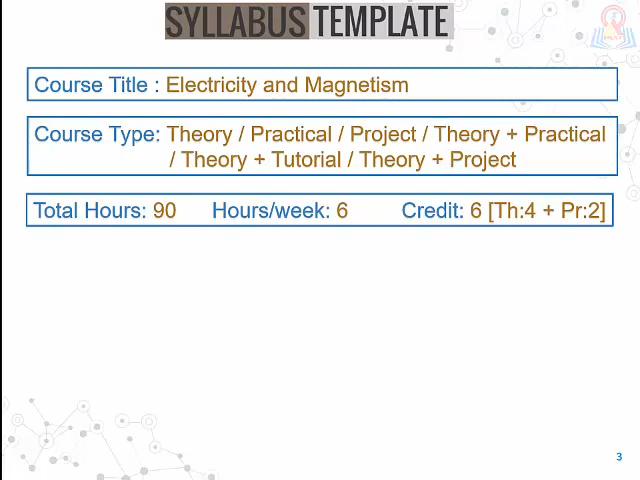 SYLLABUS TEMPLATE
Course Title : Electricity and Magnetism
Course Type: Theory / Practical / Project / Theory + Practical
/ Theory + Tutorial / Theory + Project
Total Hours: 90 Hours/week: 6 Credit: 6 [Th:4 + Pr:2]
3